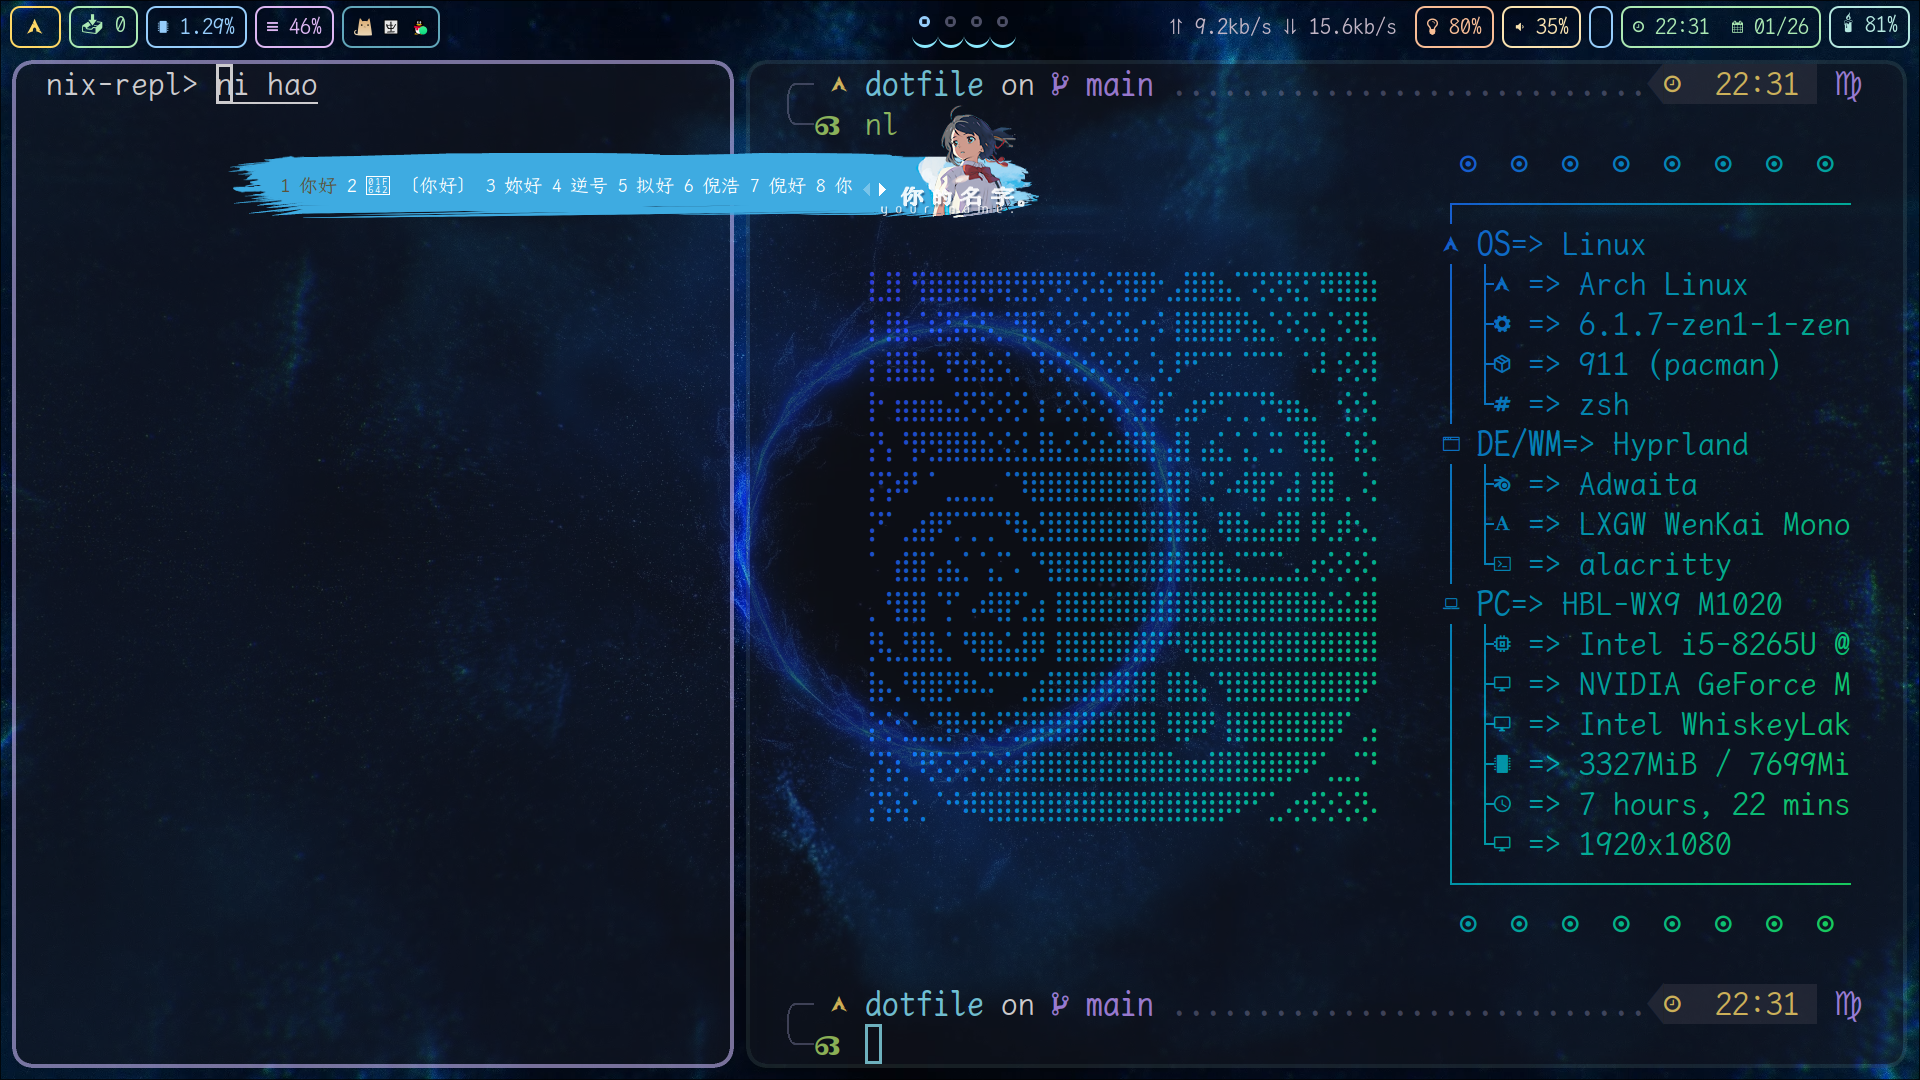 0 1.29% 46% ㄓ 9.2kb/s 15.6kb/s 80% 35% 22:31 01/26 81%
nix-repl> ni hao
1 你好 2 01F642 〔你好〕 3 妳好 4 逆号 5 拟好 6 倪浩 7 倪好 8 你
你的名字。
your name.
dotfile on main 22:31
63 nl
OS=> Linux
=> Arch Linux
=> 6.1.7-zen1-1-zen
=> 911 (pacman)
=> zsh
DE/WM=> Hyprland
=> Adwaita
=> LXGW WenKai Mono
=> alacritty
PC=> HBL-WX9 M1020
=> Intel i5-8265U @
=> NVIDIA GeForce M
=> Intel WhiskeyLak
=> 3327MiB / 7699Mi
=> 7 hours, 22 mins
=> 1920x1080
dotfile on main 22:31
63